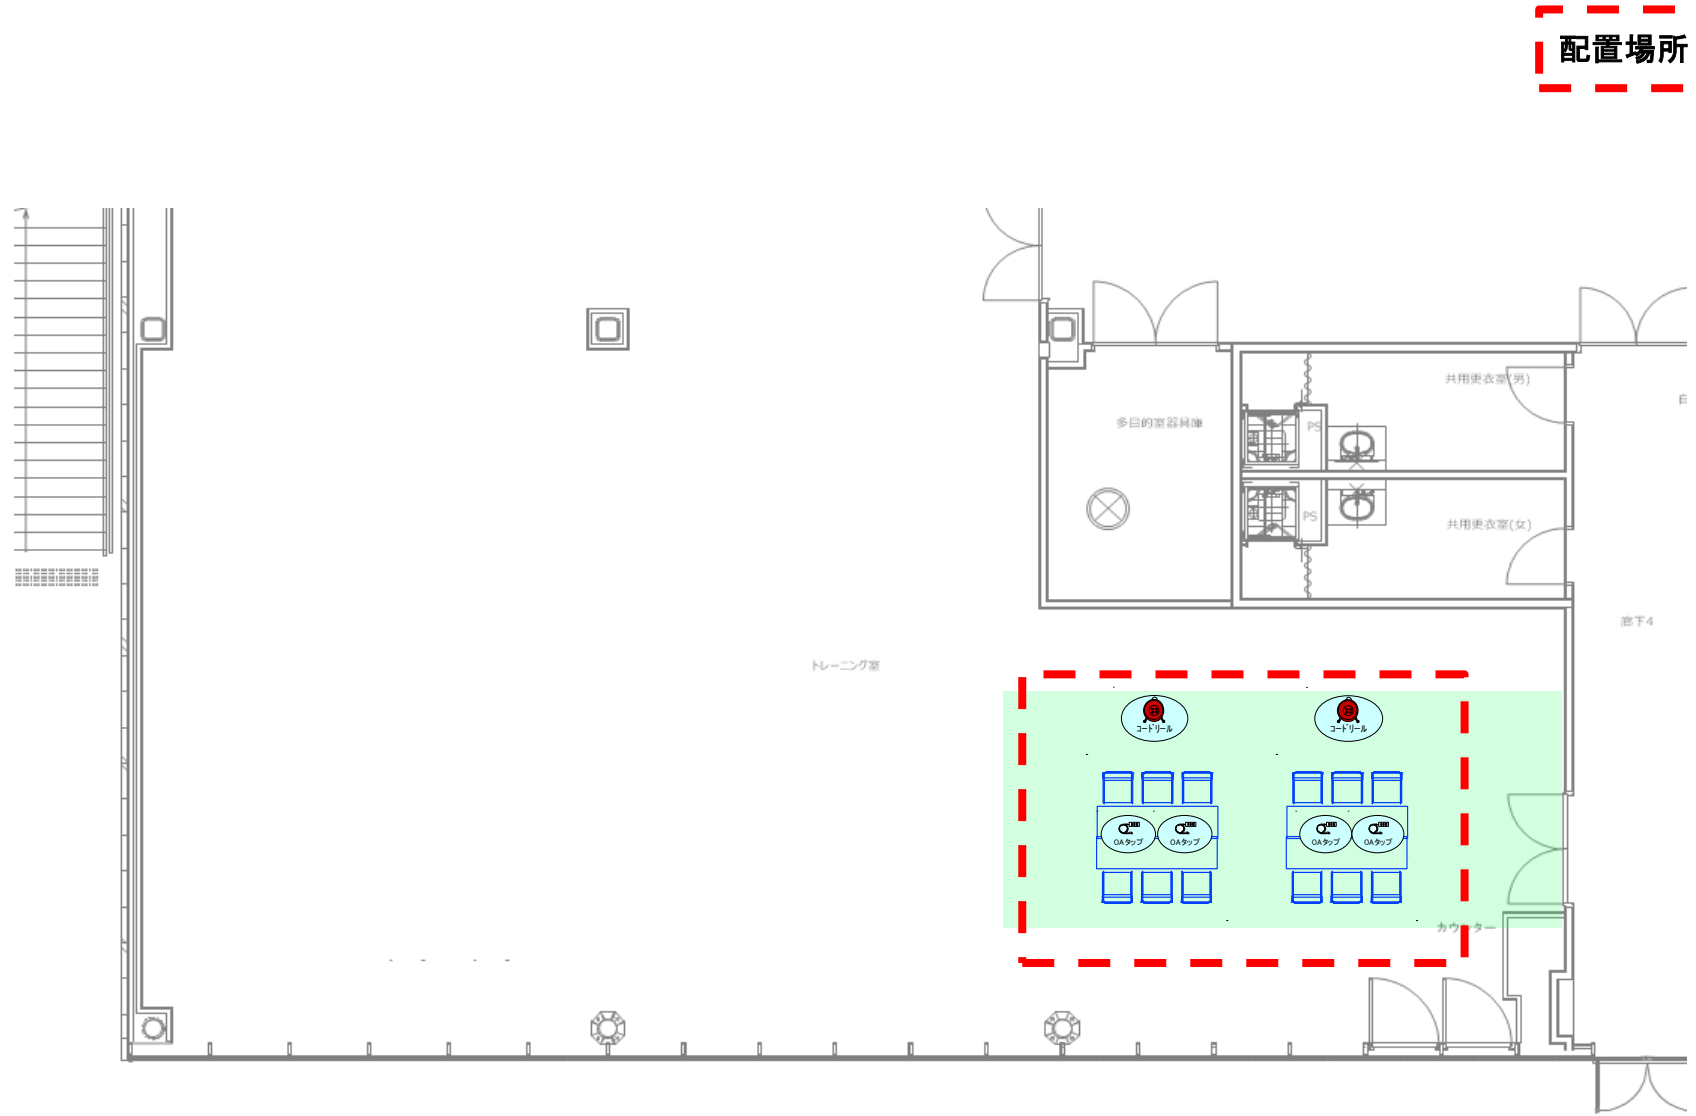 配置場所
共用更衣室(男)
多目的室器具庫
PS
PS
共用更衣室(女)
廊下4
トレーニング室
コードリール
コードリール
OAタップ
OAタップ
OAタップ
OAタップ
カウンター